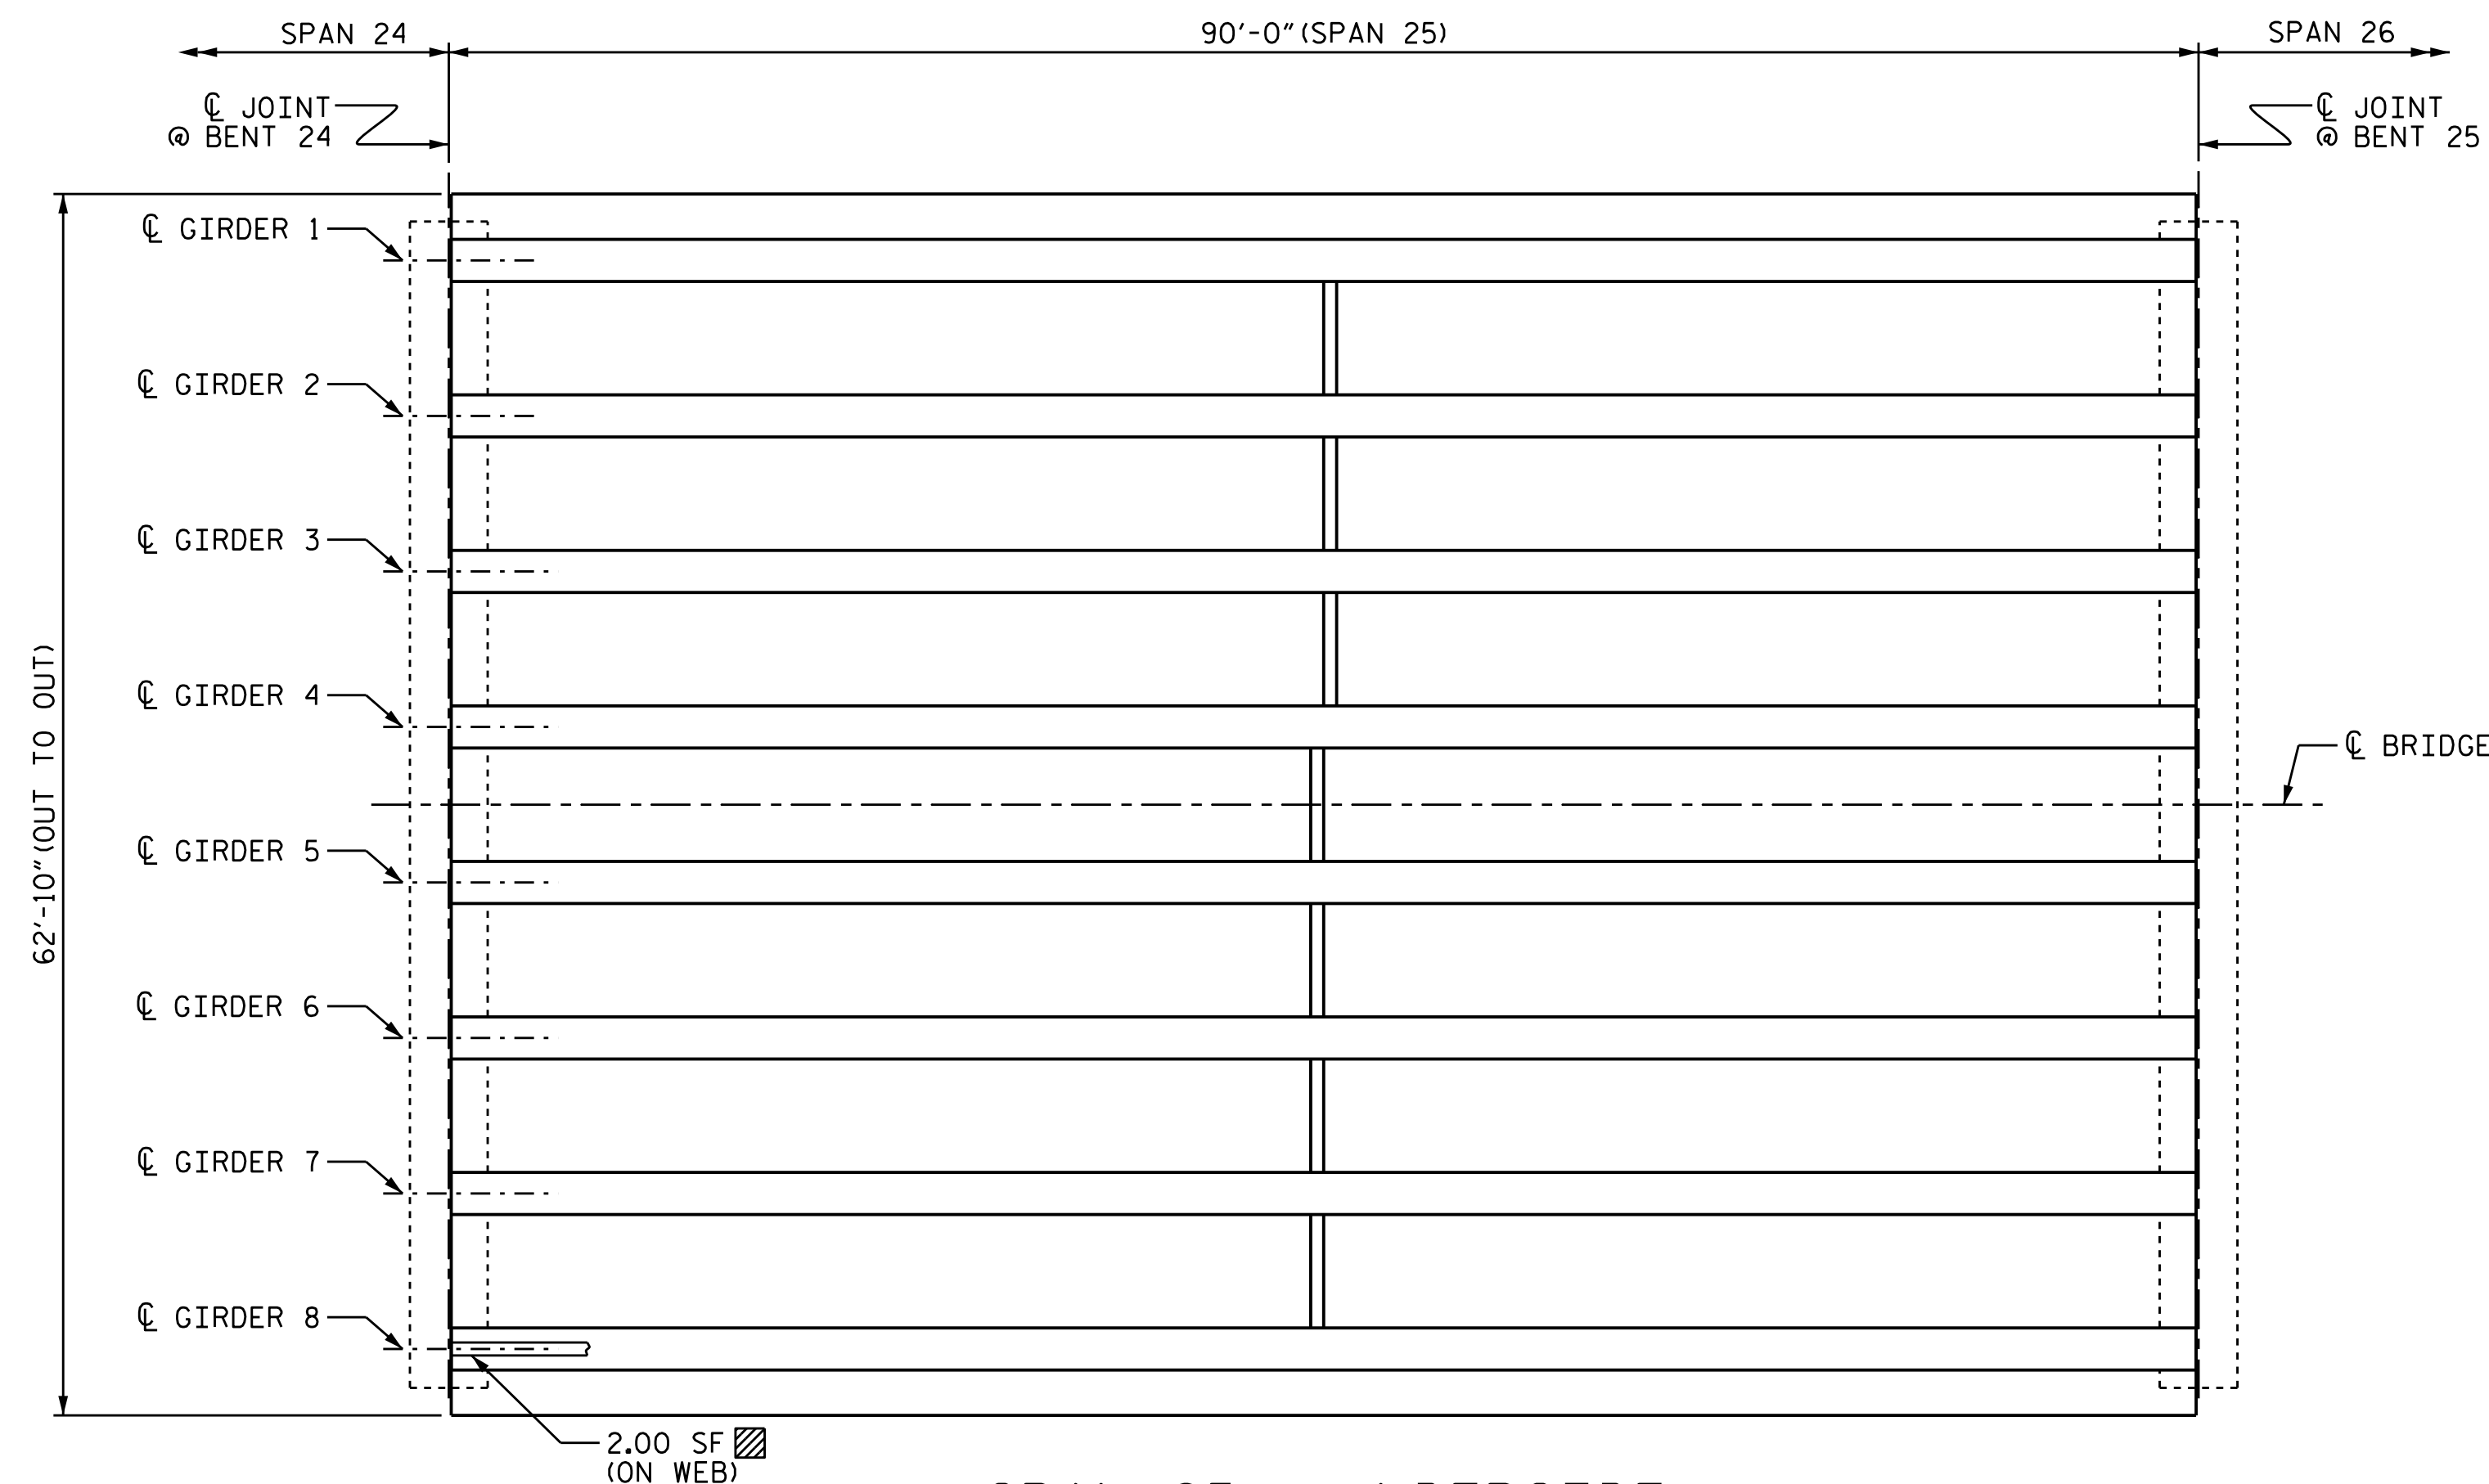 SPAN 24
90'-0"(SPAN 25)
SPAN 26
℄ JOINT
@ BENT 24
℄ JOINT
@ BENT 25
℄ GIRDER 1
℄ GIRDER 2
℄ GIRDER 3
℄ GIRDER 4
℄ BRIDGE
62'-10"(OUT TO OUT)
℄ GIRDER 5
℄ GIRDER 6
℄ GIRDER 7
℄ GIRDER 8
2.00 SF
(ON WEB)